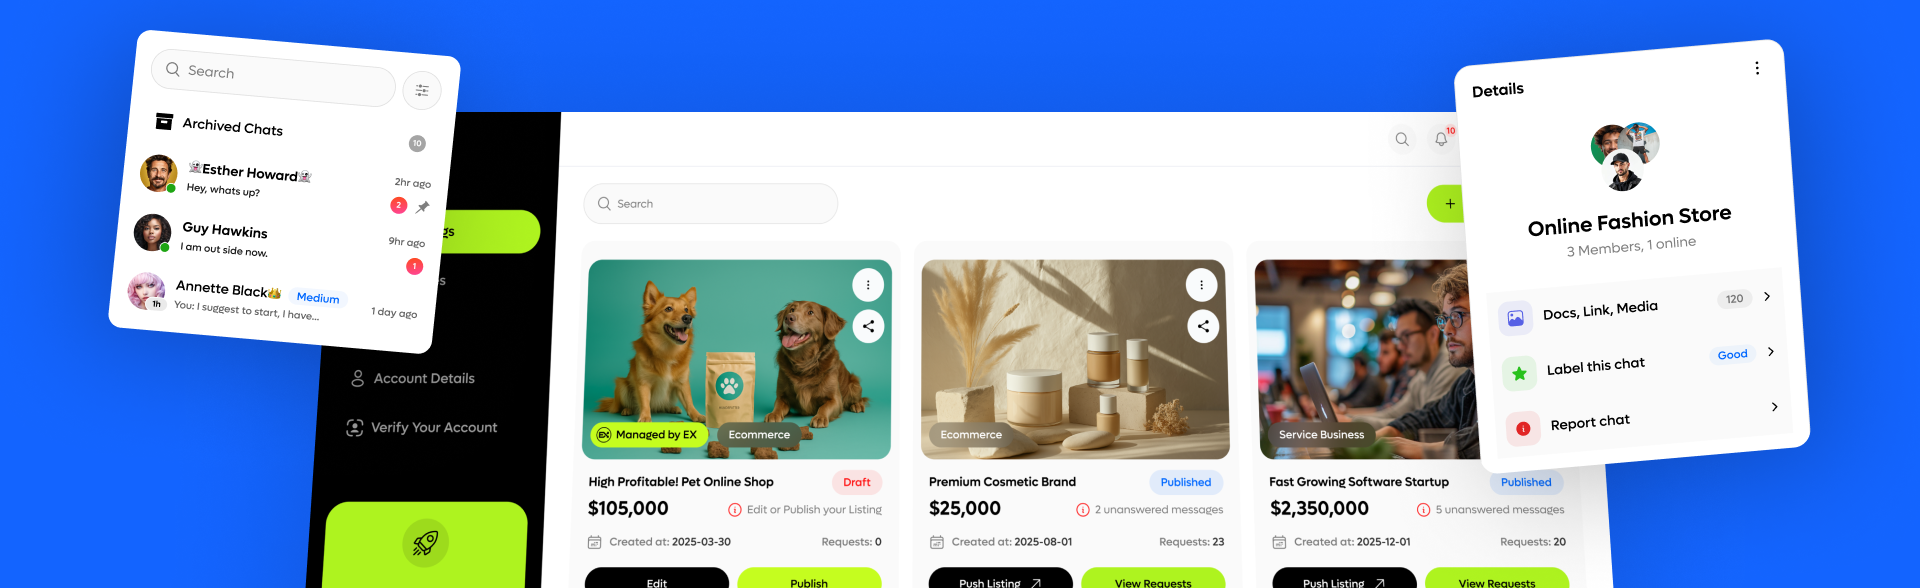 Search
Archived Chats
10
👻Esther Howard👻
2hr ago
Hey, whats up?
2
Guy Hawkins
9hr ago
I am out side now.
1
Annette Black👑 Medium
1h
You: I suggest to start, I have...
1 day ago
gs
s
Account Details
Verify Your Account
10
Search
+
EX Managed by EX
Ecommerce
High Profitable! Pet Online Shop
Draft
$105,000
Edit or Publish your Listing
Created at: 2025-03-30
Requests: 0
Edit
Publish
Ecommerce
Premium Cosmetic Brand
Published
$25,000
2 unanswered messages
Created at: 2025-08-01
Requests: 23
Push Listing
View Requests
Service Business
Fast Growing Software Startup
Published
$2,350,000
5 unanswered messages
Created at: 2025-12-01
Requests: 20
Push Listing
View Requests
Details
Online Fashion Store
3 Members, 1 online
Docs, Link, Media
120
Label this chat
Good
Report chat